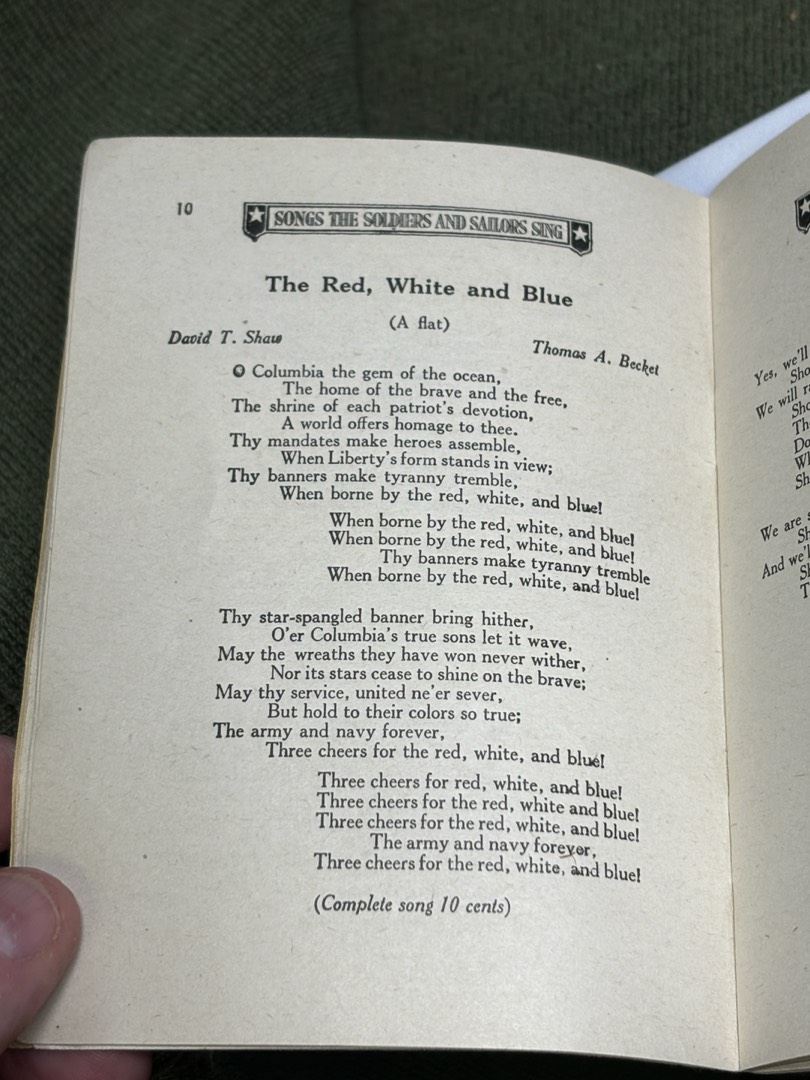 10
SONGS THE SOLDIERS AND SAILORS SING
The Red, White and Blue
(A flat)
David T. Shaw
Thomas A. Becket
O Columbia the gem of the ocean,
The home of the brave and the free,
The shrine of each patriot's devotion,
A world offers homage to thee.
Thy mandates make heroes assemble,
When Liberty's form stands in view;
Thy banners make tyranny tremble,
When borne by the red, white, and blue!
When borne by the red, white, and blue!
When borne by the red, white, and blue!
Thy banners make tyranny tremble
When borne by the red, white, and blue!
Thy star-spangled banner bring hither,
O'er Columbia's true sons let it wave,
May the wreaths they have won never wither,
Nor its stars cease to shine on the brave;
May thy service, united ne'er sever,
But hold to their colors so true;
The army and navy forever,
Three cheers for the red, white, and blue!
Three cheers for red, white, and blue!
Three cheers for the red, white and blue!
Three cheers for the red, white, and blue!
The army and navy forever,
Three cheers for the red, white, and blue!
(Complete song 10 cents)
Yes, we'll
We will
We are
And we'll